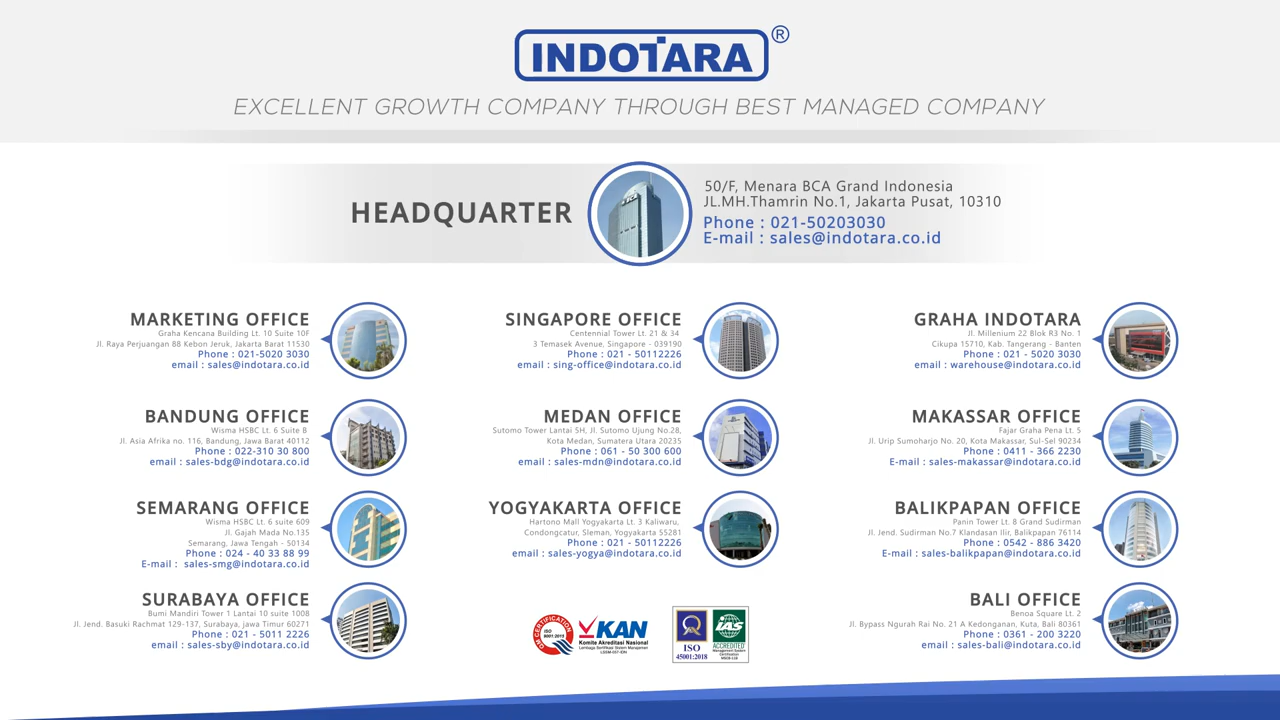 INDOTARA ®
EXCELLENT GROWTH COMPANY THROUGH BEST MANAGED COMPANY
HEADQUARTER
50/F, Menara BCA Grand Indonesia
JL.MH.Thamrin No.1, Jakarta Pusat, 10310
Phone : 021-50203030
E-mail : sales@indotara.co.id
MARKETING OFFICE
Graha Kencana Building Lt. 10 Suite 10F
Jl. Raya Perjuangan 88 Kebon Jeruk, Jakarta Barat 11530
Phone : 021-5020 3030
email : sales@indotara.co.id
BANDUNG OFFICE
Wisma HSBC Lt. 6 Suite B
Jl. Asia Afrika no. 116, Bandung, Jawa Barat 40112
Phone : 022-310 30 800
email : sales-bdg@indotara.co.id
SEMARANG OFFICE
Wisma HSBC Lt. 6 suite 609
Jl. Gajah Mada No.135
Semarang, Jawa Tengah - 50134
Phone : 024 - 40 33 88 99
E-mail : sales-smg@indotara.co.id
SURABAYA OFFICE
Bumi Mandiri Tower 1 Lantai 10 suite 1008
Jl. Jend. Basuki Rachmat 129-137, Surabaya, jawa Timur 60271
Phone : 021 - 5011 2226
email : sales-sby@indotara.co.id
SINGAPORE OFFICE
Centennial Tower Lt. 21 & 34
3 Temasek Avenue, Singapore - 039190
Phone : 021 - 50112226
email : sing-office@indotara.co.id
MEDAN OFFICE
Sutomo Tower Lantai 5H, Jl. Sutomo Ujung No.28,
Kota Medan, Sumatera Utara 20235
Phone : 061 - 50 300 600
email : sales-mdn@indotara.co.id
YOGYAKARTA OFFICE
Hartono Mall Yogyakarta Lt. 3 Kaliwaru,
Condongcatur, Sleman, Yogyakarta 55281
Phone : 021 - 50112226
email : sales-yogya@indotara.co.id
GRAHA INDOTARA
Jl. Millenium 22 Blok R3 No. 1
Cikupa 15710, Kab. Tangerang - Banten
Phone : 021 - 5020 3030
email : warehouse@indotara.co.id
MAKASSAR OFFICE
Fajar Graha Pena Lt. 5
Jl. Urip Sumoharjo No. 20, Kota Makassar, Sul-Sel 90234
Phone : 0411 - 366 2230
E-mail : sales-makassar@indotara.co.id
BALIKPAPAN OFFICE
Panin Tower Lt. 8 Grand Sudirman
Jl. Jend. Sudirman No.7 Klandasan Ilir, Balikpapan 76114
Phone : 0542 - 886 3420
E-mail : sales-balikpapan@indotara.co.id
BALI OFFICE
Benoa Square Lt. 2
Jl. Bypass Ngurah Rai No. 21 A Kedonganan, Kuta, Bali 80361
Phone : 0361 - 200 3220
email : sales-bali@indotara.co.id
CERTIFICATION
ISO
9001:2015
KAN
Komite Akreditasi Nasional
Lembaga Sertifikasi Sistem Manajemen
ISO
45001:2018
IAS
ACCREDITED
Management System
Certification